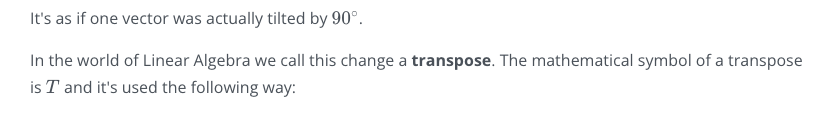 It's as if one vector was actually tilted by 90°.
In the world of Linear Algebra we call this change a transpose. The mathematical symbol of a transpose
is T and it's used the following way: